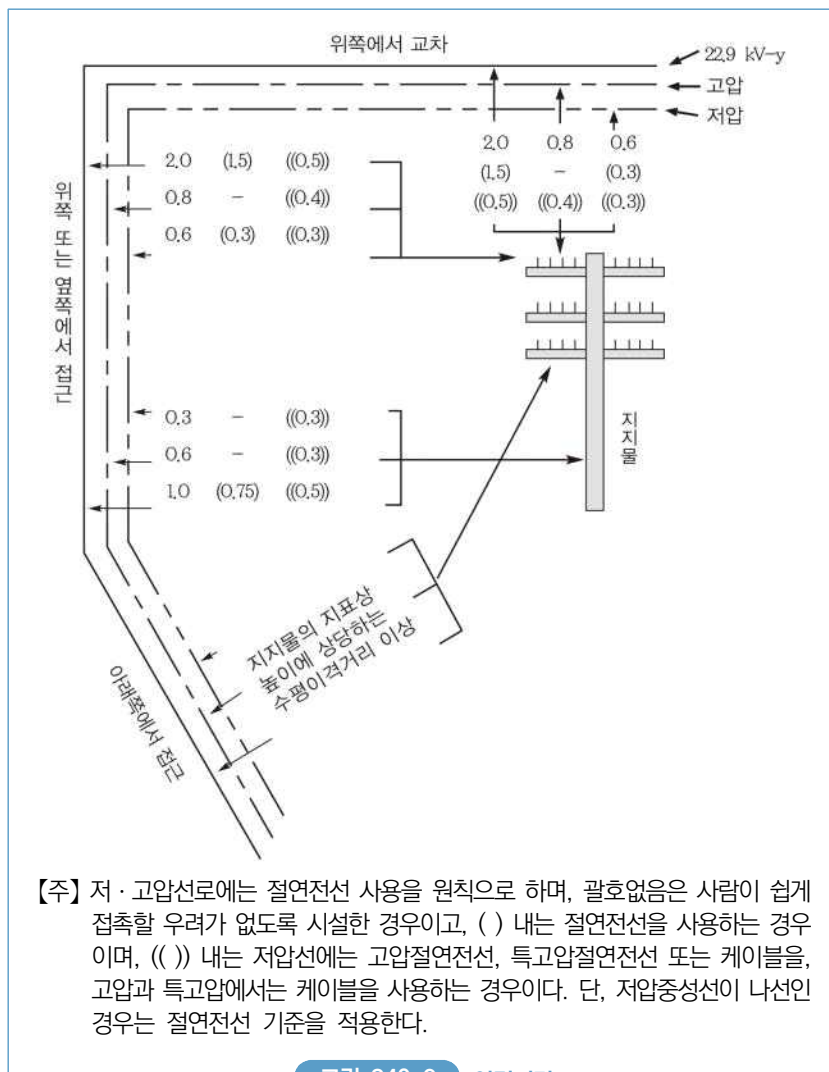 위쪽에서 교차
22.9 kV-y
고압
저압
2.0 0.8 0.6
(1.5) - (0.3)
((0.5)) ((0.4)) ((0.3))
위쪽 또는 옆쪽에서 접근
2.0 (1.5) ((0.5))
0.8 - ((0.4))
0.6 (0.3) ((0.3))
0.3 - ((0.3))
0.6 - ((0.3))
1.0 (0.75) ((0.5))
지지물
지지물의 지표상
높이에 상당하는
수평이격거리 이상
아래쪽에서 접근
【주】 저 · 고압선로에는 절연전선 사용을 원칙으로 하며, 괄호없음은 사람이 쉽게
접촉할 우려가 없도록 시설한 경우이고, ( ) 내는 절연전선을 사용하는 경우
이며, (( )) 내는 저압선에는 고압절연전선, 특고압절연전선 또는 케이블을,
고압과 특고압에서는 케이블을 사용하는 경우이다. 단, 저압중성선이 나선인
경우는 절연전선 기준을 적용한다.